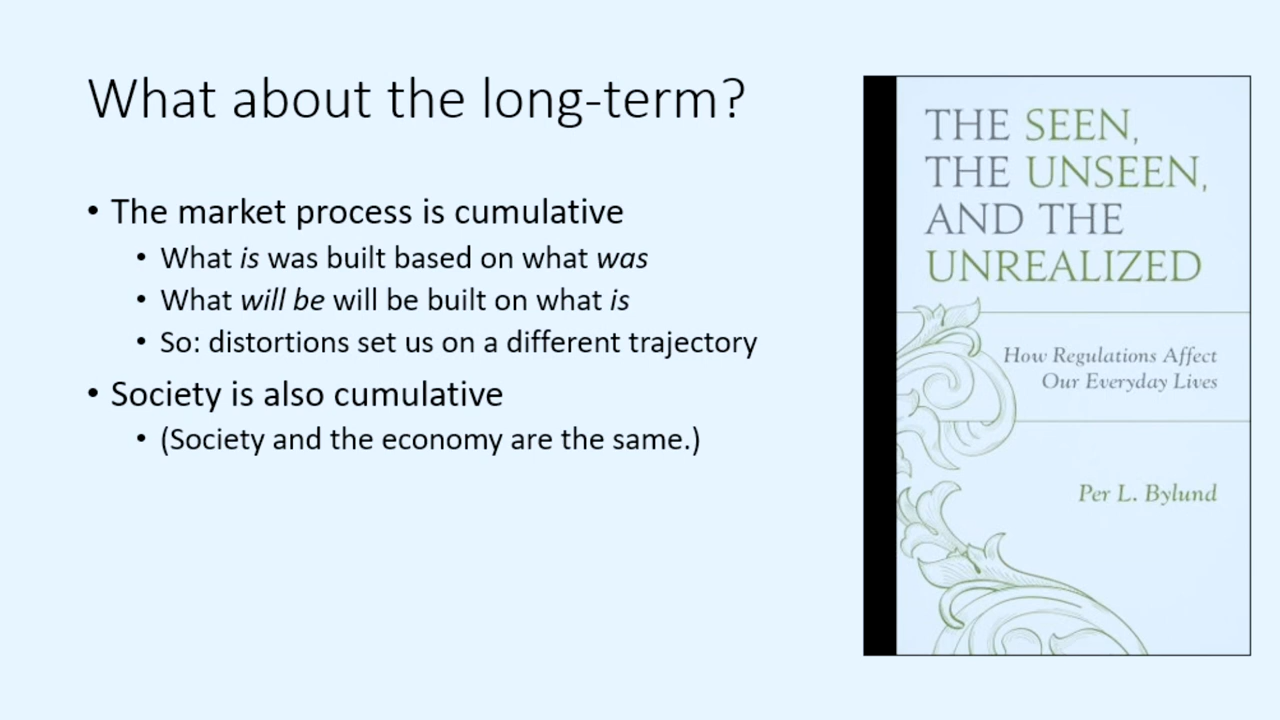 What about the long-term?
• The market process is cumulative
• What is was built based on what was
• What will be will be built on what is
• So: distortions set us on a different trajectory
• Society is also cumulative
• (Society and the economy are the same.)
THE SEEN,
THE UNSEEN,
AND THE
UNREALIZED
How Regulations Affect
Our Everyday Lives
Per L. Bylund